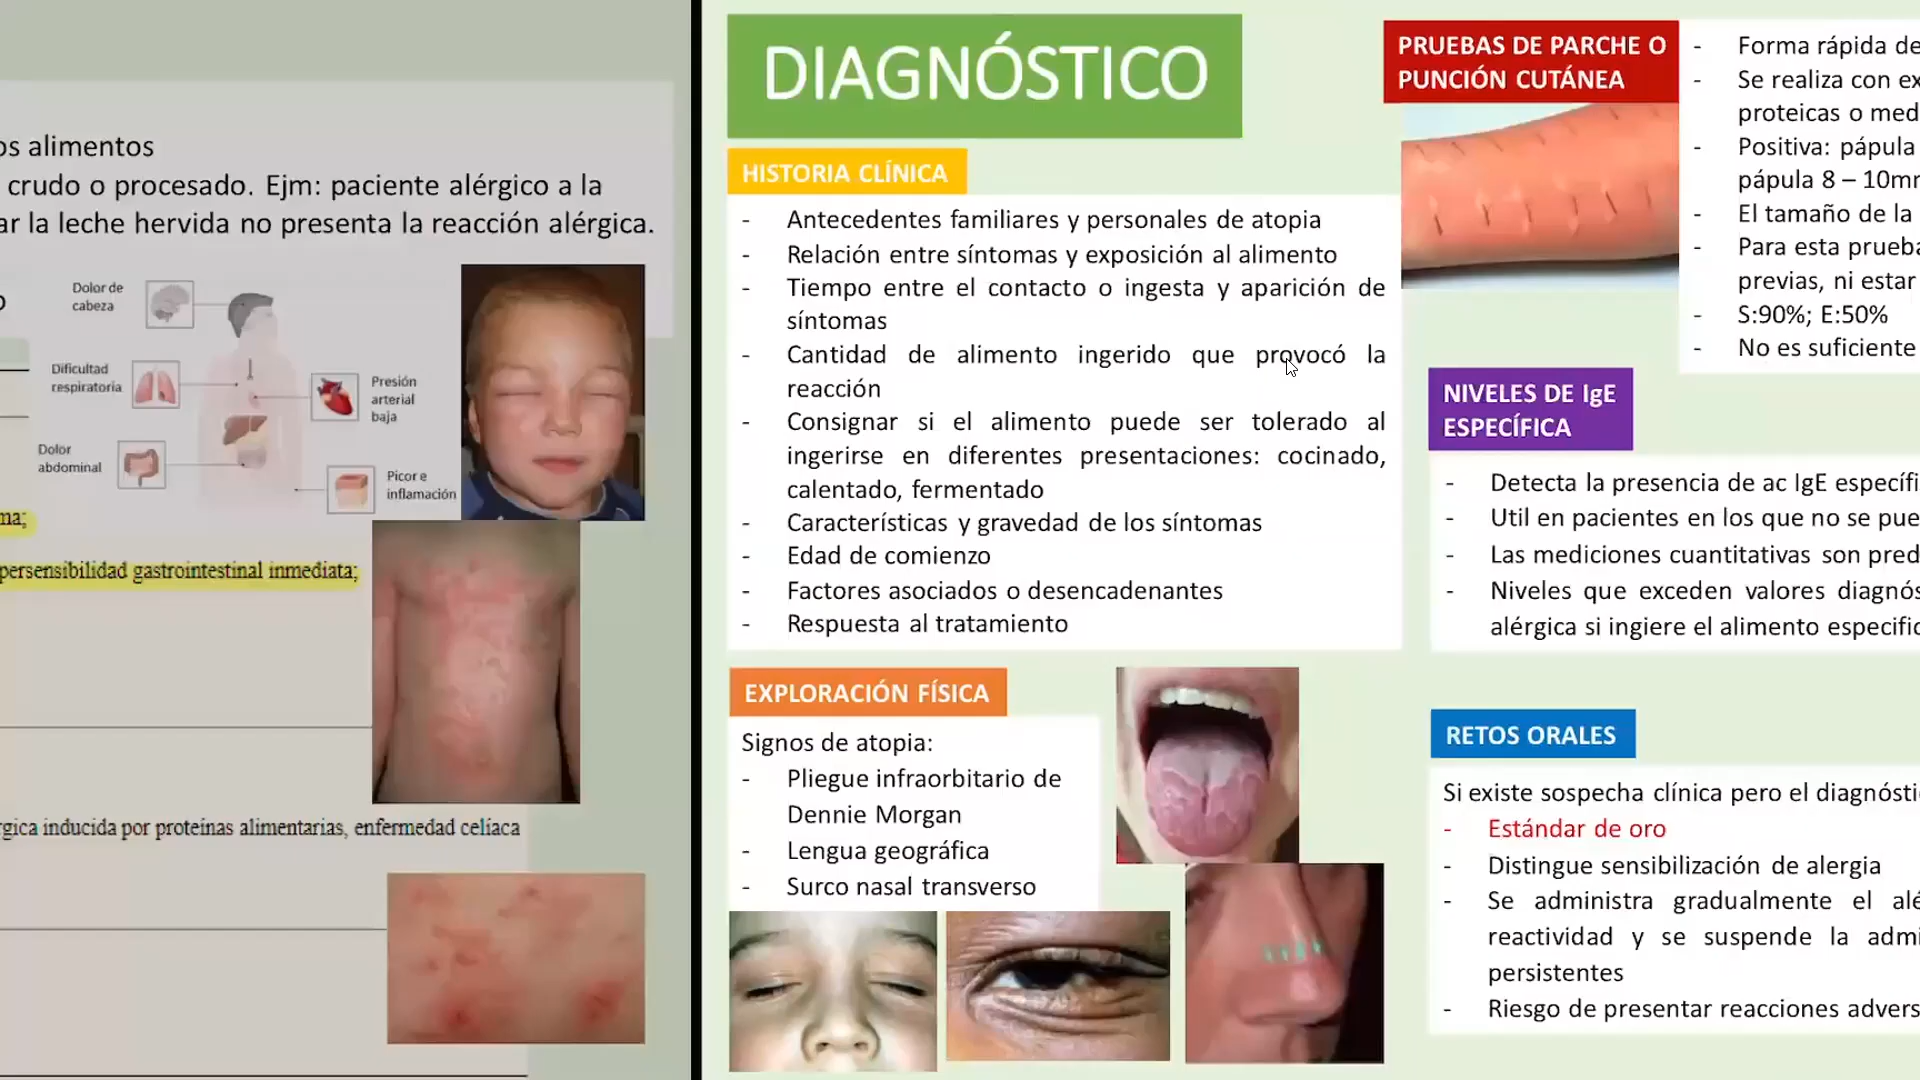 os alimentos
crudo o procesado. Ejm: paciente alérgico a la
ar la leche hervida no presenta la reacción alérgica.
Dolor de
cabeza
Dificultad
respiratoria
Presión
arterial
baja
Dolor
abdominal
Picor e
inflamación
ma;
persensibilidad gastrointestinal inmediata;
rgica inducida por proteínas alimentarias, enfermedad celíaca
DIAGNÓSTICO
HISTORIA CLÍNICA
- Antecedentes familiares y personales de atopia
- Relación entre síntomas y exposición al alimento
- Tiempo entre el contacto o ingesta y aparición de
síntomas
- Cantidad de alimento ingerido que provocó la
reacción
- Consignar si el alimento puede ser tolerado al
ingerirse en diferentes presentaciones: cocinado,
calentado, fermentado
- Características y gravedad de los síntomas
- Edad de comienzo
- Factores asociados o desencadenantes
- Respuesta al tratamiento
EXPLORACIÓN FÍSICA
Signos de atopia:
- Pliegue infraorbitario de
Dennie Morgan
- Lengua geográfica
- Surco nasal transverso
PRUEBAS DE PARCHE O
PUNCIÓN CUTÁNEA
- Forma rápida de
- Se realiza con ex
proteicas o med
- Positiva: pápula
pápula 8 – 10mm
- El tamaño de la
- Para esta prueba
previas, ni estar
- S:90%; E:50%
- No es suficiente
NIVELES DE IgE
ESPECÍFICA
- Detecta la presencia de ac IgE específi
- Util en pacientes en los que no se pue
- Las mediciones cuantitativas son pred
- Niveles que exceden valores diagnós
alérgica si ingiere el alimento especific
RETOS ORALES
Si existe sospecha clínica pero el diagnósti
- Estándar de oro
- Distingue sensibilización de alergia
- Se administra gradualmente el alé
reactividad y se suspende la admi
persistentes
- Riesgo de presentar reacciones advers